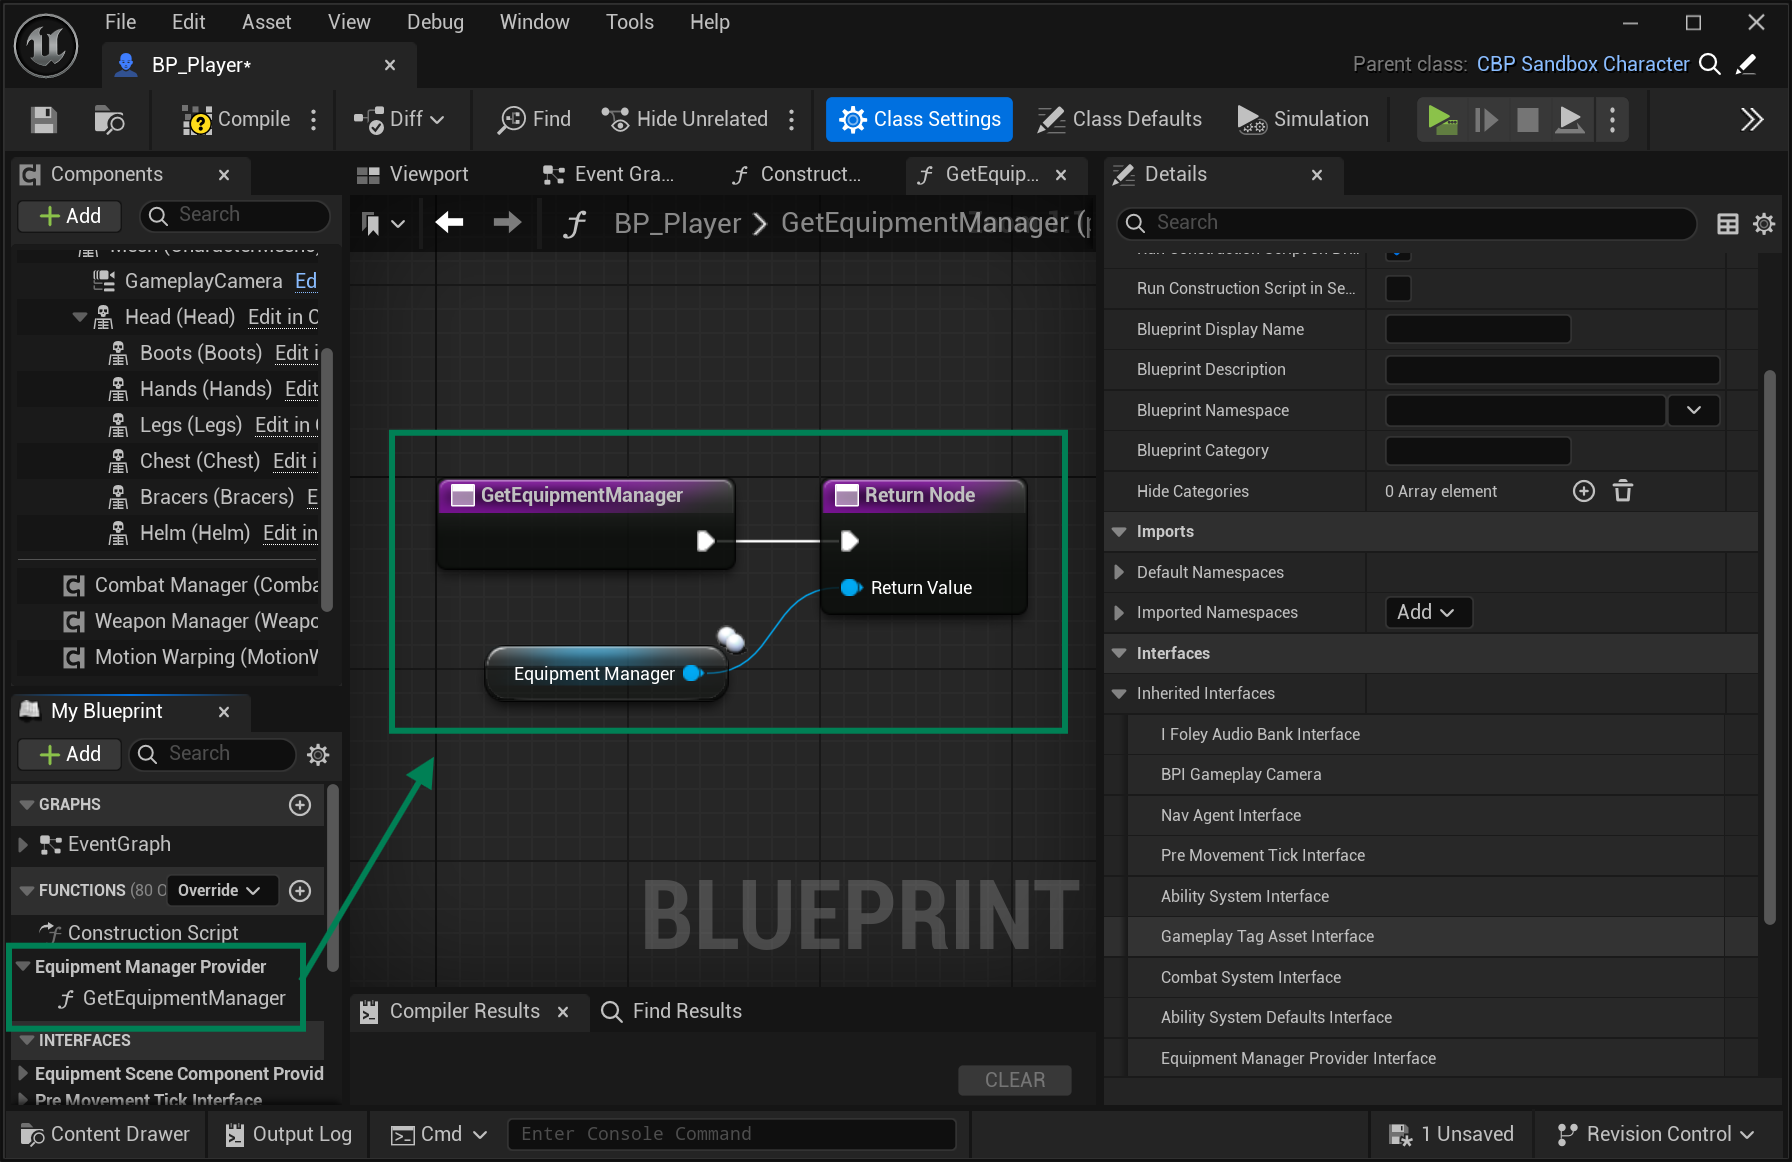 File Edit Asset View Debug Window Tools Help
BP_Player*
Parent class: CBP Sandbox Character
Compile Diff Find Hide Unrelated Class Settings Class Defaults Simulation
Components
Add Search
GameplayCamera Ed
Head (Head) Edit in C
Boots (Boots) Edit i
Hands (Hands) Edit
Legs (Legs) Edit in
Chest (Chest) Edit i
Bracers (Bracers) E
Helm (Helm) Edit in
Combat Manager (Comba
Weapon Manager (Weapo
Motion Warping (MotionW
My Blueprint
Add Search
GRAPHS
EventGraph
FUNCTIONS (80 O Override
Construction Script
Equipment Manager Provider
GetEquipmentManager
INTERFACES
Equipment Scene Component Provid
Pre Movement Tick Interface
Viewport Event Gra... Construct... GetEquip...
BP_Player > GetEquipmentManager (
GetEquipmentManager
Return Node
Return Value
Equipment Manager
BLUEPRINT
Compiler Results Find Results
CLEAR
Details
Search
Run Construction Script in Se...
Blueprint Display Name
Blueprint Description
Blueprint Namespace
Blueprint Category
Hide Categories 0 Array element
Imports
Default Namespaces
Imported Namespaces Add
Interfaces
Inherited Interfaces
I Foley Audio Bank Interface
BPI Gameplay Camera
Nav Agent Interface
Pre Movement Tick Interface
Ability System Interface
Gameplay Tag Asset Interface
Combat System Interface
Ability System Defaults Interface
Equipment Manager Provider Interface
Content Drawer Output Log Cmd Enter Console Command 1 Unsaved Revision Control